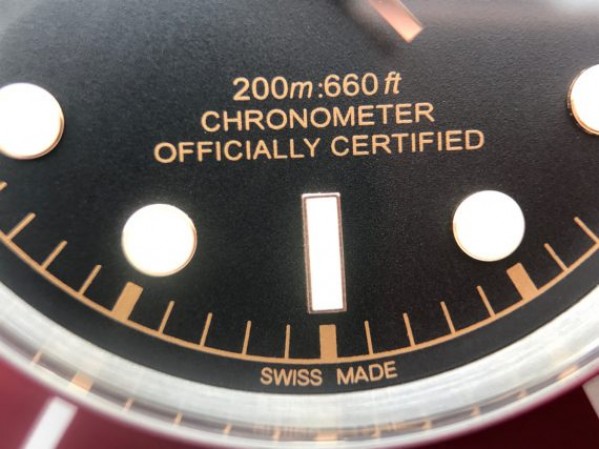 200m:660ft
CHRONOMETER
OFFICIALLY CERTIFIED
SWISS MADE